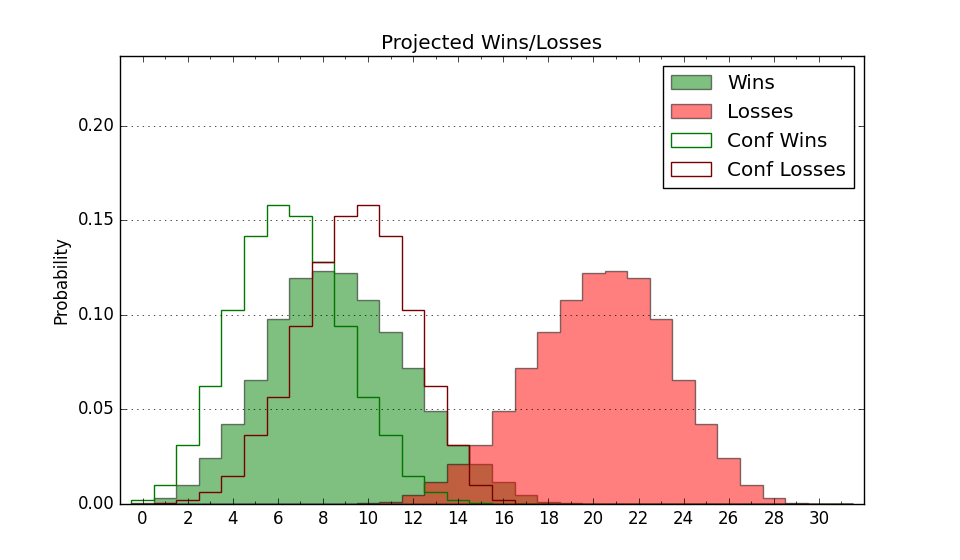 Projected Wins/Losses
Wins
Losses
Conf Wins
Conf Losses
Probability
0.20
0.15
0.10
0.05
0.00
0 2 4 6 8 10 12 14 16 18 20 22 24 26 28 30